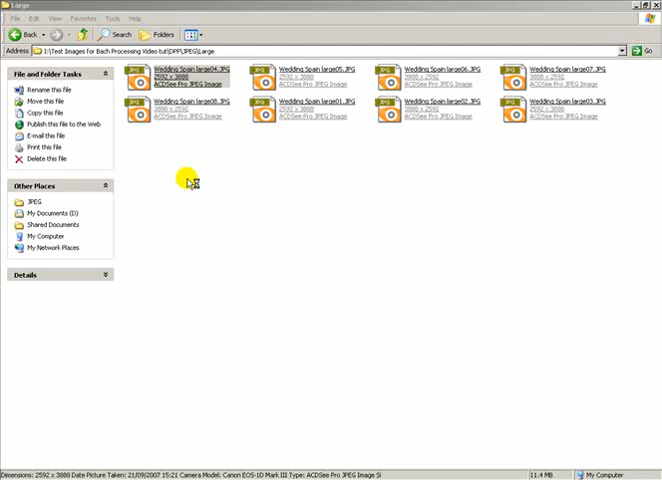 Large
File Edit View Favorites Tools Help
Back Search Folders
Address I:\Test Images for Bach Processing Video tut\DPP\JPEG\Large Go
File and Folder Tasks
Rename this file
Move this file
Copy this file
Publish this file to the Web
E-mail this file
Print this file
Delete this file
Other Places
JPEG
My Documents (D)
Shared Documents
My Computer
My Network Places
Details
JPG Wedding Spain large04.JPG
2592 x 3888
ACDSee Pro JPEG Image
JPG Wedding Spain large05.JPG
2592 x 3888
ACDSee Pro JPEG Image
JPG Wedding Spain large06.JPG
2592 x 3888
ACDSee Pro JPEG Image
JPG Wedding Spain large07.JPG
2592 x 3888
ACDSee Pro JPEG Image
JPG Wedding Spain large08.JPG
3888 x 2592
ACDSee Pro JPEG Image
JPG Wedding Spain large01.JPG
3888 x 2592
ACDSee Pro JPEG Image
JPG Wedding Spain large02.JPG
3888 x 2592
ACDSee Pro JPEG Image
JPG Wedding Spain large03.JPG
3888 x 2592
ACDSee Pro JPEG Image
Dimensions: 2592 x 3888 Date Picture Taken: 21/09/2007 15:21 Camera Model: Canon EOS-1D Mark III Type: ACDSee Pro JPEG Image Si 11.4 MB My Computer